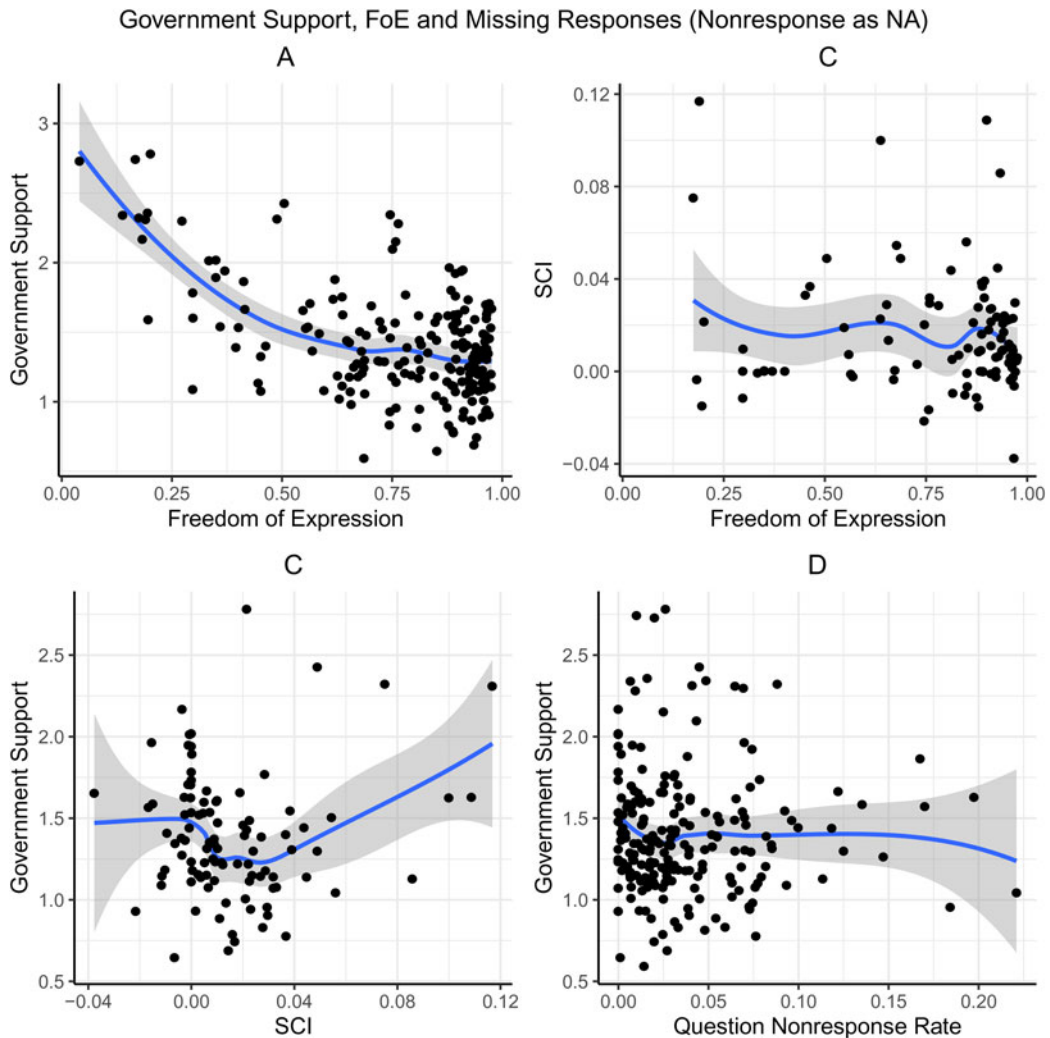 Government Support, FoE and Missing Responses (Nonresponse as NA)
A
Government Support
3
2
1
0.00 0.25 0.50 0.75 1.00
Freedom of Expression
C
SCI
0.12
0.08
0.04
0.00
−0.04
0.00 0.25 0.50 0.75 1.00
Freedom of Expression
C
Government Support
2.5
2.0
1.5
1.0
0.5
−0.04 0.00 0.04 0.08 0.12
SCI
D
Government Support
2.5
2.0
1.5
1.0
0.5
0.00 0.05 0.10 0.15 0.20
Question Nonresponse Rate